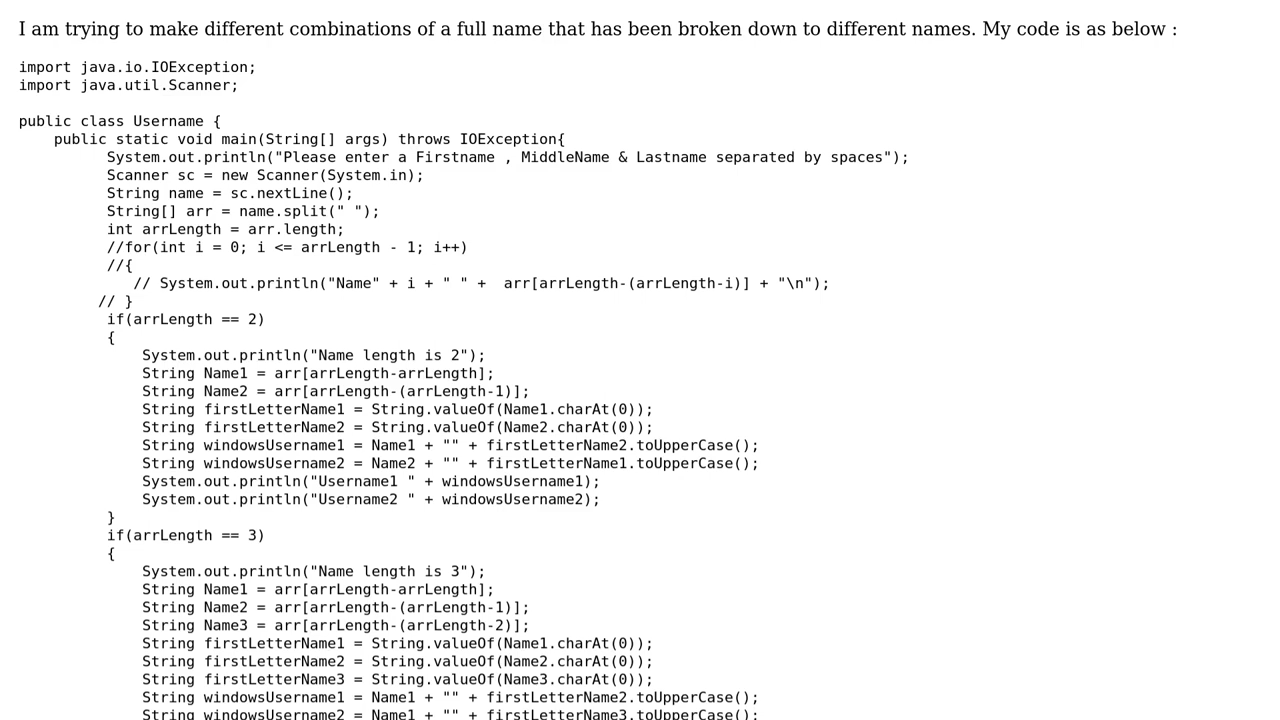 I am trying to make different combinations of a full name that has been broken down to different names. My code is as below :
import java.io.IOException;
import java.util.Scanner;
public class Username {
    public static void main(String[] args) throws IOException{
          System.out.println("Please enter a Firstname , MiddleName & Lastname separated by spaces");
          Scanner sc = new Scanner(System.in);
          String name = sc.nextLine();
          String[] arr = name.split(" ");
          int arrLength = arr.length;
          //for(int i = 0; i <= arrLength - 1; i++)
          //{
             // System.out.println("Name" + i + " " +  arr[arrLength-(arrLength-i)] + "\n");
         // }
          if(arrLength == 2)
          {
              System.out.println("Name length is 2");
              String Name1 = arr[arrLength-arrLength];
              String Name2 = arr[arrLength-(arrLength-1)];
              String firstLetterName1 = String.valueOf(Name1.charAt(0));
              String firstLetterName2 = String.valueOf(Name2.charAt(0));
              String windowsUsername1 = Name1 + "" + firstLetterName2.toUpperCase();
              String windowsUsername2 = Name2 + "" + firstLetterName1.toUpperCase();
              System.out.println("Username1 " + windowsUsername1);
              System.out.println("Username2 " + windowsUsername2);
          }
          if(arrLength == 3)
          {
              System.out.println("Name length is 3");
              String Name1 = arr[arrLength-arrLength];
              String Name2 = arr[arrLength-(arrLength-1)];
              String Name3 = arr[arrLength-(arrLength-2)];
              String firstLetterName1 = String.valueOf(Name1.charAt(0));
              String firstLetterName2 = String.valueOf(Name2.charAt(0));
              String firstLetterName3 = String.valueOf(Name3.charAt(0));
              String windowsUsername1 = Name1 + "" + firstLetterName2.toUpperCase();
              String windowsUsername2 = Name1 + "" + firstLetterName3.toUpperCase();